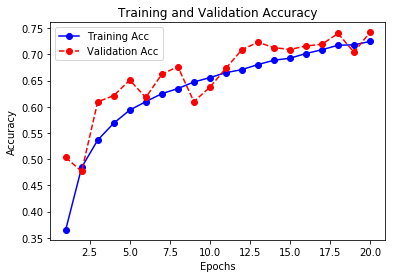 Training and Validation Accuracy
Training Acc
Validation Acc
Accuracy
0.75
0.70
0.65
0.60
0.55
0.50
0.45
0.40
0.35
2.5 5.0 7.5 10.0 12.5 15.0 17.5 20.0
Epochs